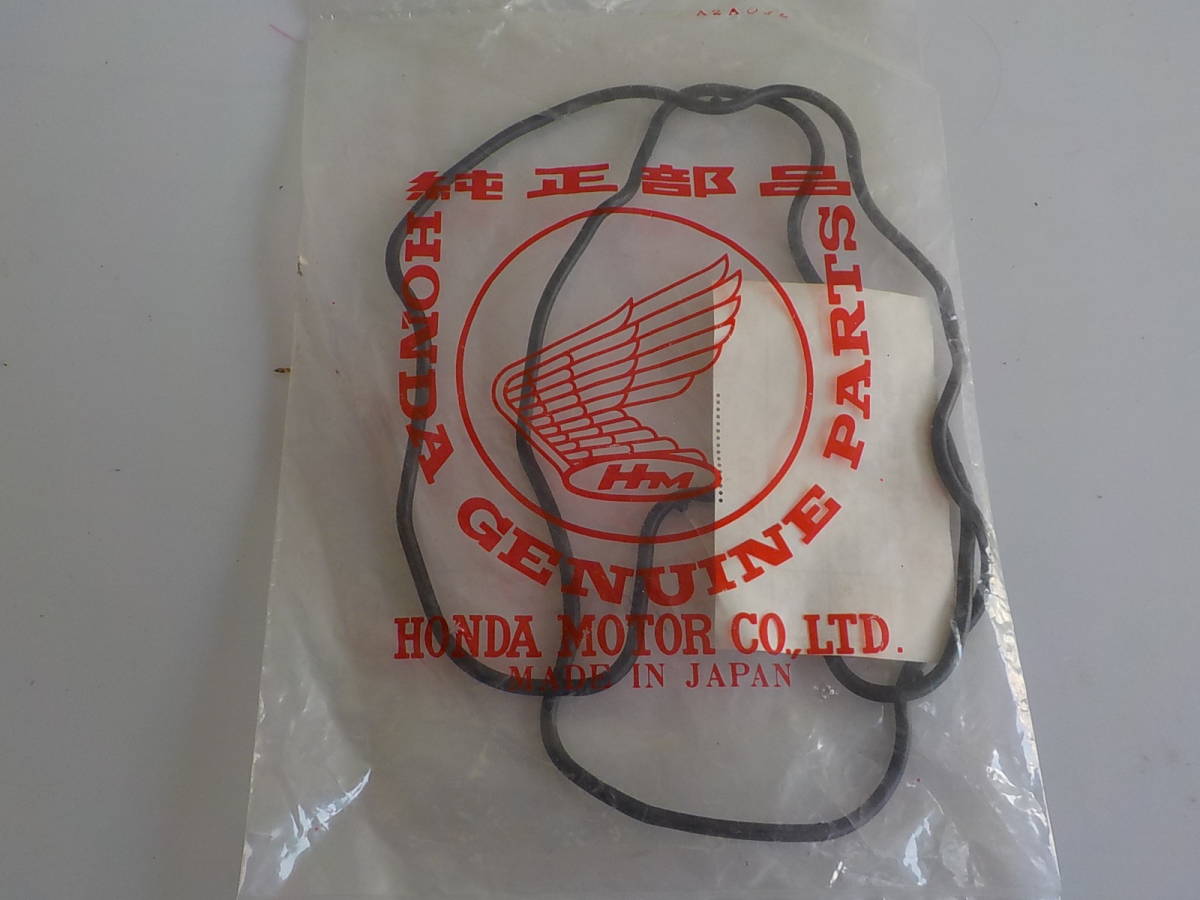 純正部品
HONDA GENUINE PARTS
HM
HONDA MOTOR CO., LTD.
MADE IN JAPAN